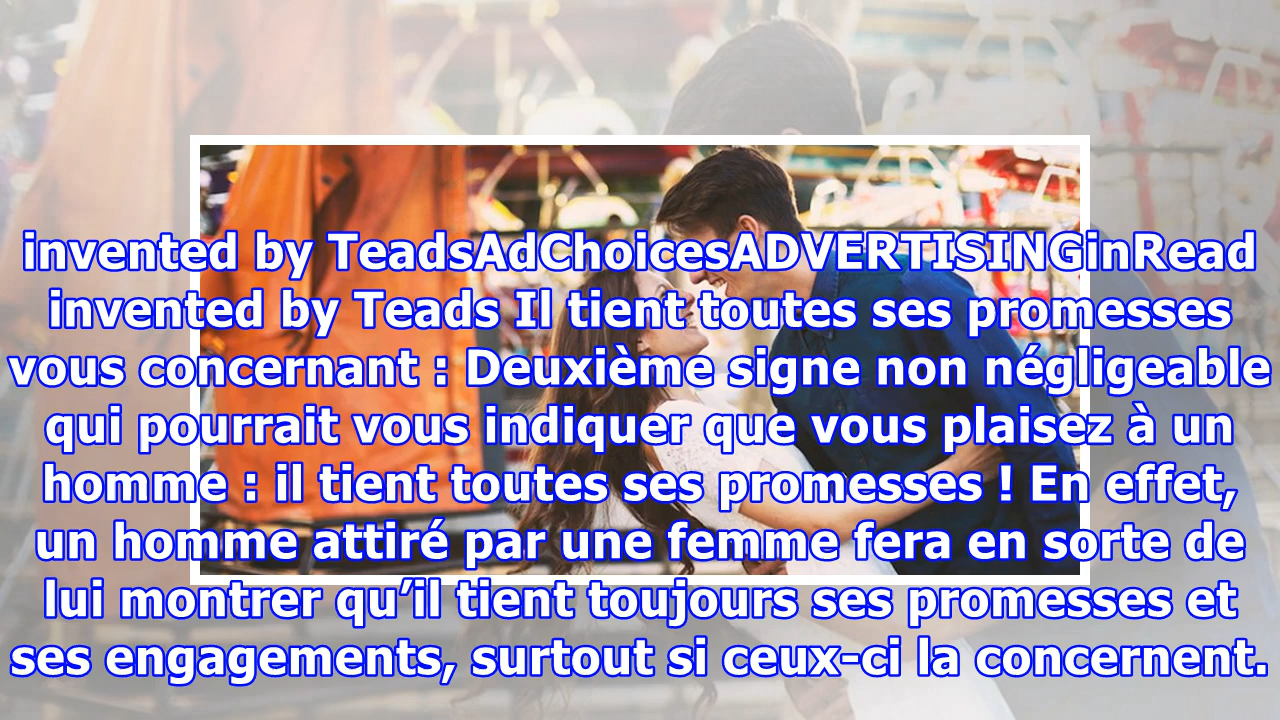 invented by TeadsAdChoicesADVERTISINGinRead
invented by Teads Il tient toutes ses promesses
vous concernant : Deuxième signe non négligeable
qui pourrait vous indiquer que vous plaisez à un
homme : il tient toutes ses promesses ! En effet,
un homme attiré par une femme fera en sorte de
lui montrer qu’il tient toujours ses promesses et
ses engagements, surtout si ceux-ci la concernent.